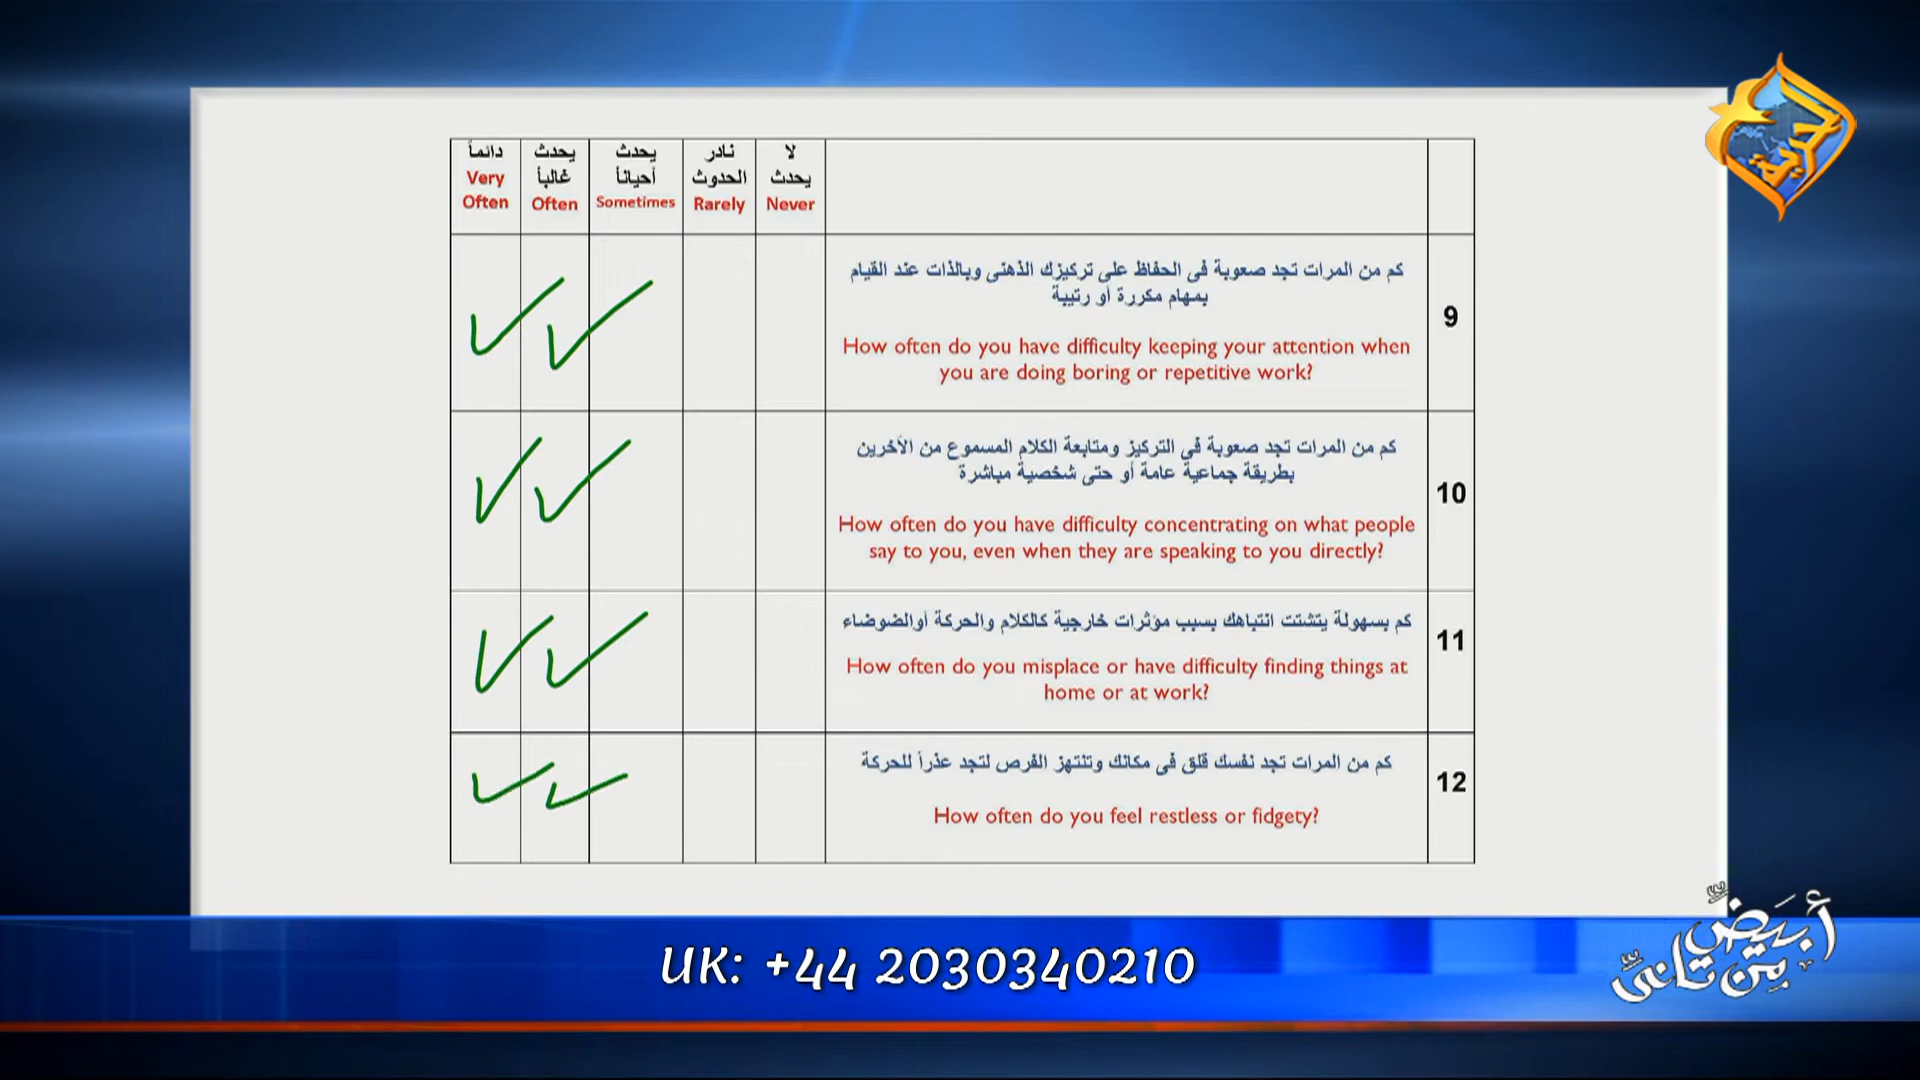 لا
يحدث
Never
نادر
الحدوث
Rarely
يحدث
أحياناً
Sometimes
يحدث
غالباً
Often
دائماً
Very
Often
9
كم من المرات تجد صعوبة فى الحفاظ على تركيزك الذهنى وبالذات عند القيام
بمهام مكررة أو رتيبة
How often do you have difficulty keeping your attention when
you are doing boring or repetitive work?
10
كم من المرات تجد صعوبة فى التركيز ومتابعة الكلام المسموع من الآخرين
بطريقة جماعية عامة أو حتى شخصية مباشرة
How often do you have difficulty concentrating on what people
say to you, even when they are speaking to you directly?
11
كم بسهولة يتشتت انتباهك بسبب مؤثرات خارجية كالكلام والحركة أوالضوضاء
How often do you misplace or have difficulty finding things at
home or at work?
12
كم من المرات تجد نفسك قلق فى مكانك وتنتهز الفرص لتجد عذراً للحركة
How often do you feel restless or fidgety?
الحرية
UK: +44 2030340210
أبيَضّ
مِن تانىّ